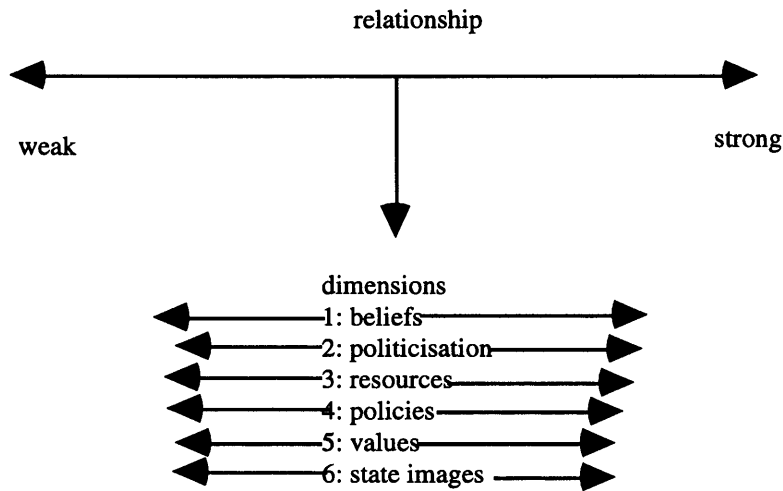 relationship
weak
strong
dimensions
1: beliefs
2: politicisation
3: resources
4: policies
5: values
6: state images